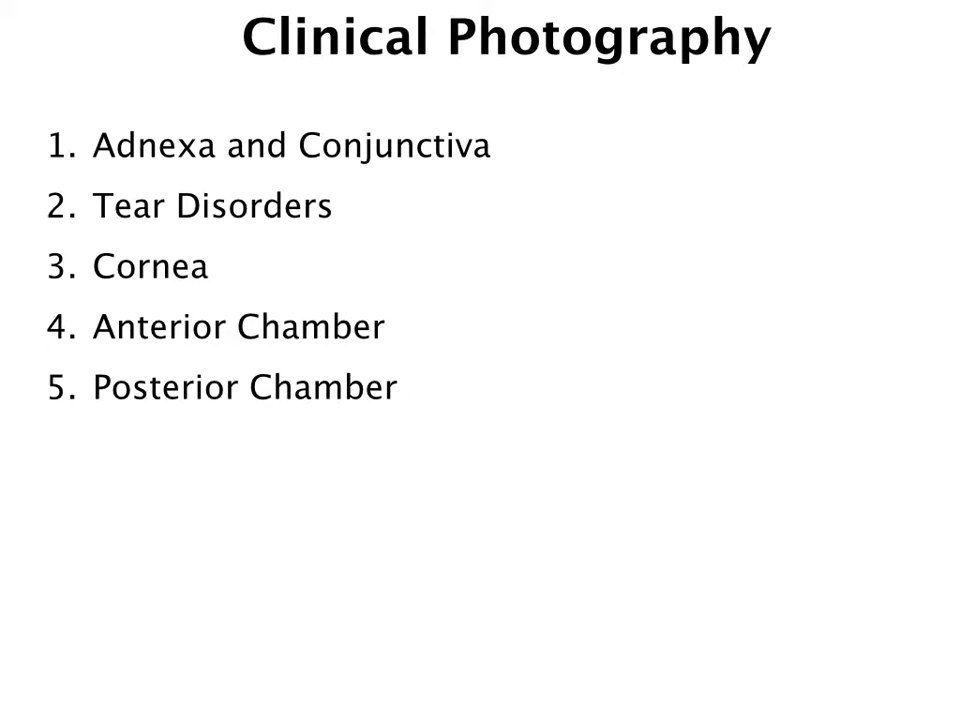 Clinical Photography
1. Adnexa and Conjunctiva
2. Tear Disorders
3. Cornea
4. Anterior Chamber
5. Posterior Chamber